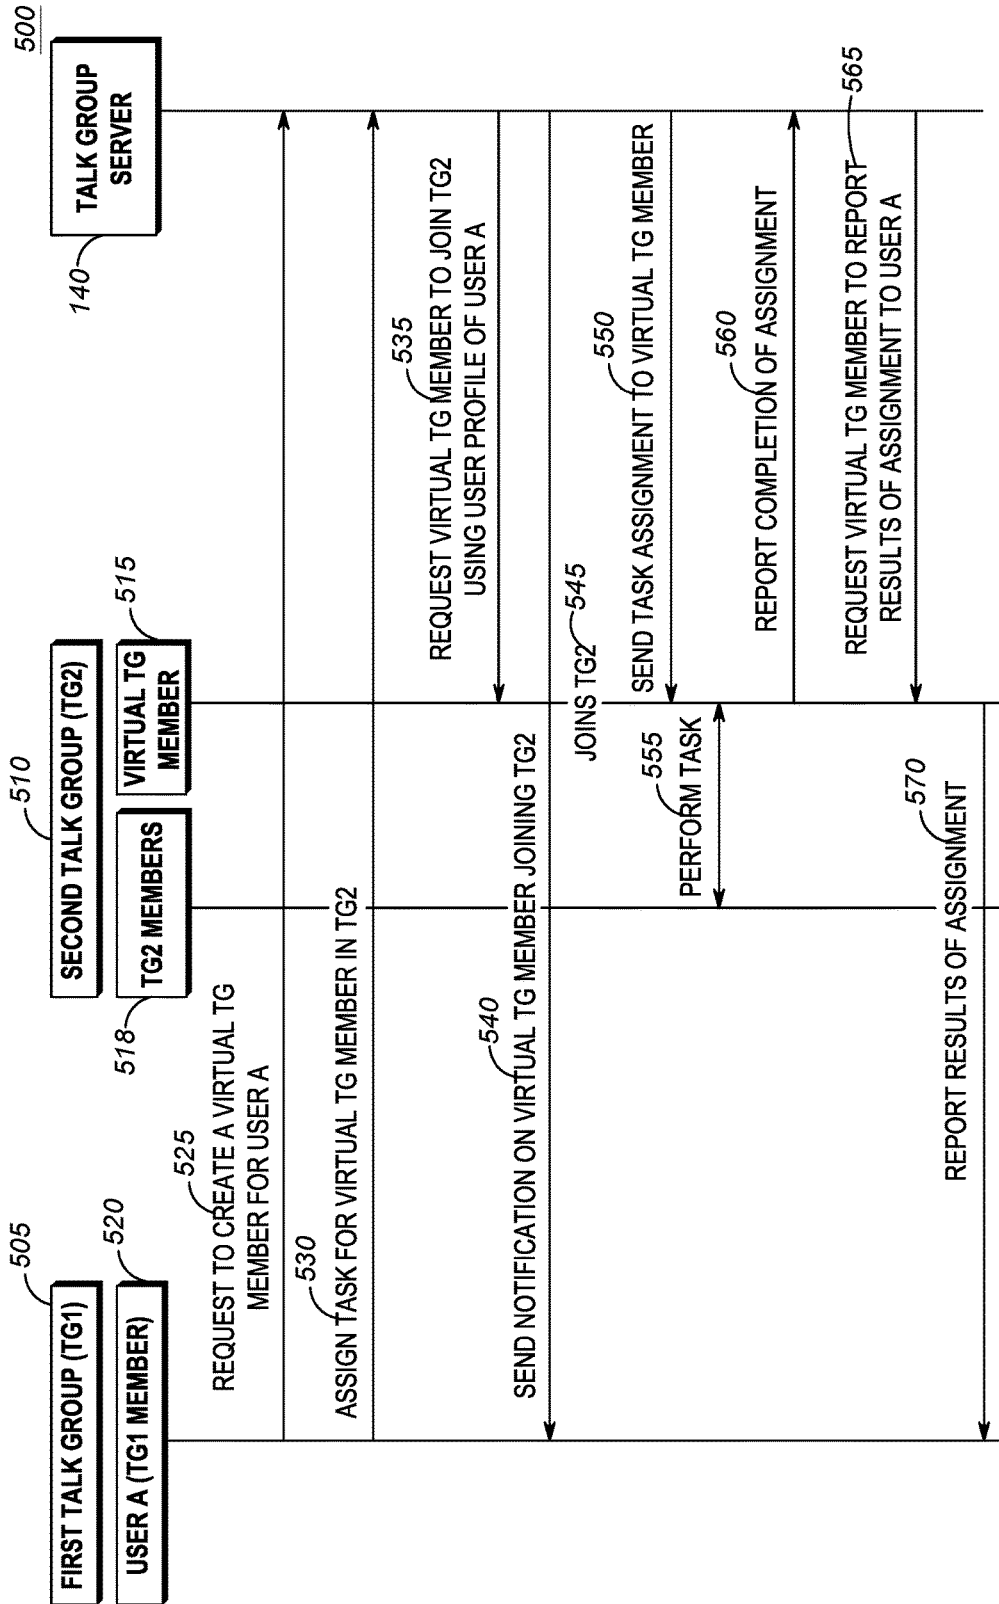 500
FIRST TALK GROUP (TG1)
505
USER A (TG1 MEMBER)
520
SECOND TALK GROUP (TG2)
510
TG2 MEMBERS
518
VIRTUAL TG
MEMBER
515
TALK GROUP
SERVER
140
525
REQUEST TO CREATE A VIRTUAL TG
MEMBER FOR USER A
530
ASSIGN TASK FOR VIRTUAL TG MEMBER IN TG2
535
REQUEST VIRTUAL TG MEMBER TO JOIN TG2
USING USER PROFILE OF USER A
540
SEND NOTIFICATION ON VIRTUAL TG MEMBER JOINING TG2
545
JOINS TG2
550
SEND TASK ASSIGNMENT TO VIRTUAL TG MEMBER
555
PERFORM TASK
560
REPORT COMPLETION OF ASSIGNMENT
565
REQUEST VIRTUAL TG MEMBER TO REPORT
RESULTS OF ASSIGNMENT TO USER A
570
REPORT RESULTS OF ASSIGNMENT